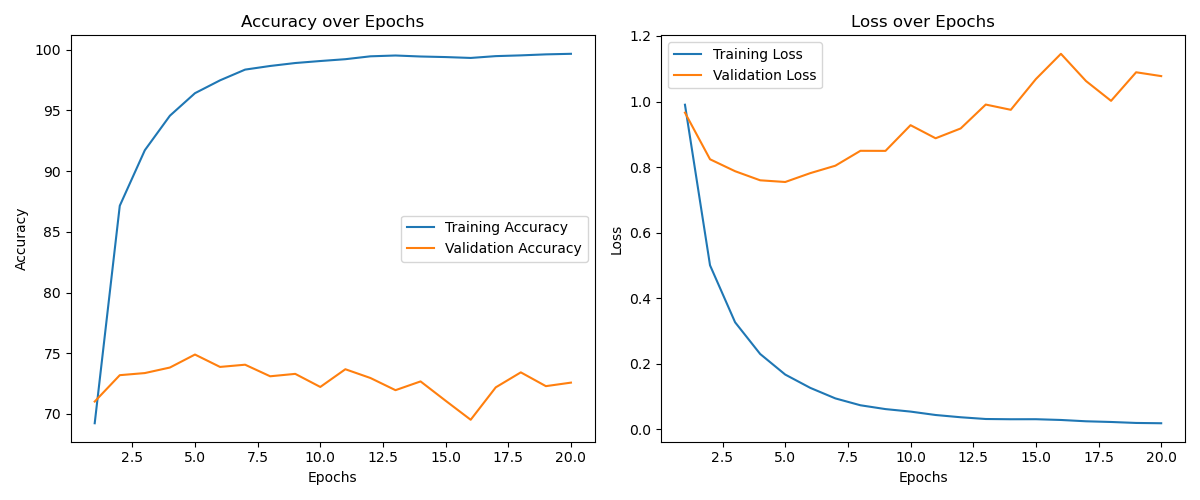 Accuracy over Epochs
100
95
90
85
80
75
70
Accuracy
Training Accuracy
Validation Accuracy
2.5 5.0 7.5 10.0 12.5 15.0 17.5 20.0
Epochs
Loss over Epochs
1.2
1.0
0.8
0.6
0.4
0.2
0.0
Loss
Training Loss
Validation Loss
2.5 5.0 7.5 10.0 12.5 15.0 17.5 20.0
Epochs